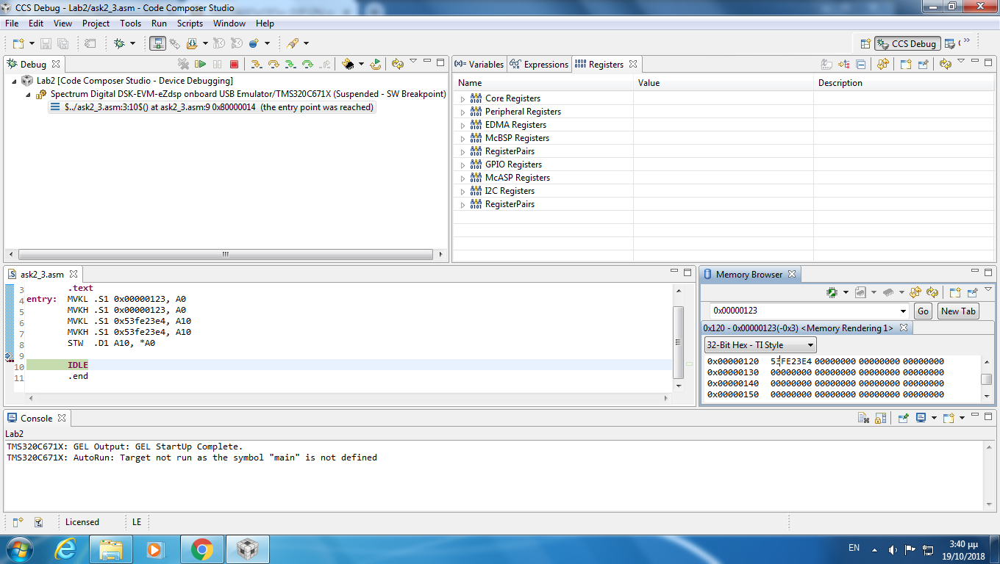 CCS Debug - Lab2/ask2_3.asm - Code Composer Studio
File Edit View Project Tools Run Scripts Window Help
CCS Debug
Debug
Lab2 [Code Composer Studio - Device Debugging]
Spectrum Digital DSK-EVM-eZdsp onboard USB Emulator/TMS320C671X (Suspended - SW Breakpoint)
$../ask2_3.asm:3:10$() at ask2_3.asm:9 0x80000014 (the entry point was reached)
Variables Expressions Registers
Name Value Description
Core Registers
Peripheral Registers
EDMA Registers
McBSP Registers
RegisterPairs
GPIO Registers
McASP Registers
I2C Registers
RegisterPairs
ask2_3.asm
3 .text
4 entry: MVKL .S1 0x00000123, A0
5 MVKH .S1 0x00000123, A0
6 MVKL .S1 0x53fe23e4, A10
7 MVKH .S1 0x53fe23e4, A10
8 STW .D1 A10, *A0
9
10 IDLE
11 .end
Memory Browser
0x00000123 Go New Tab
0x120 - 0x00000123(-0x3) <Memory Rendering 1>
32-Bit Hex - TI Style
0x00000120 53FE23E4 00000000 00000000 00000000
0x00000130 00000000 00000000 00000000 00000000
0x00000140 00000000 00000000 00000000 00000000
0x00000150 00000000 00000000 00000000 00000000
Console
Lab2
TMS320C671X: GEL Output: GEL StartUp Complete.
TMS320C671X: AutoRun: Target not run as the symbol "main" is not defined
Licensed LE
EN
3:40 μμ
19/10/2018